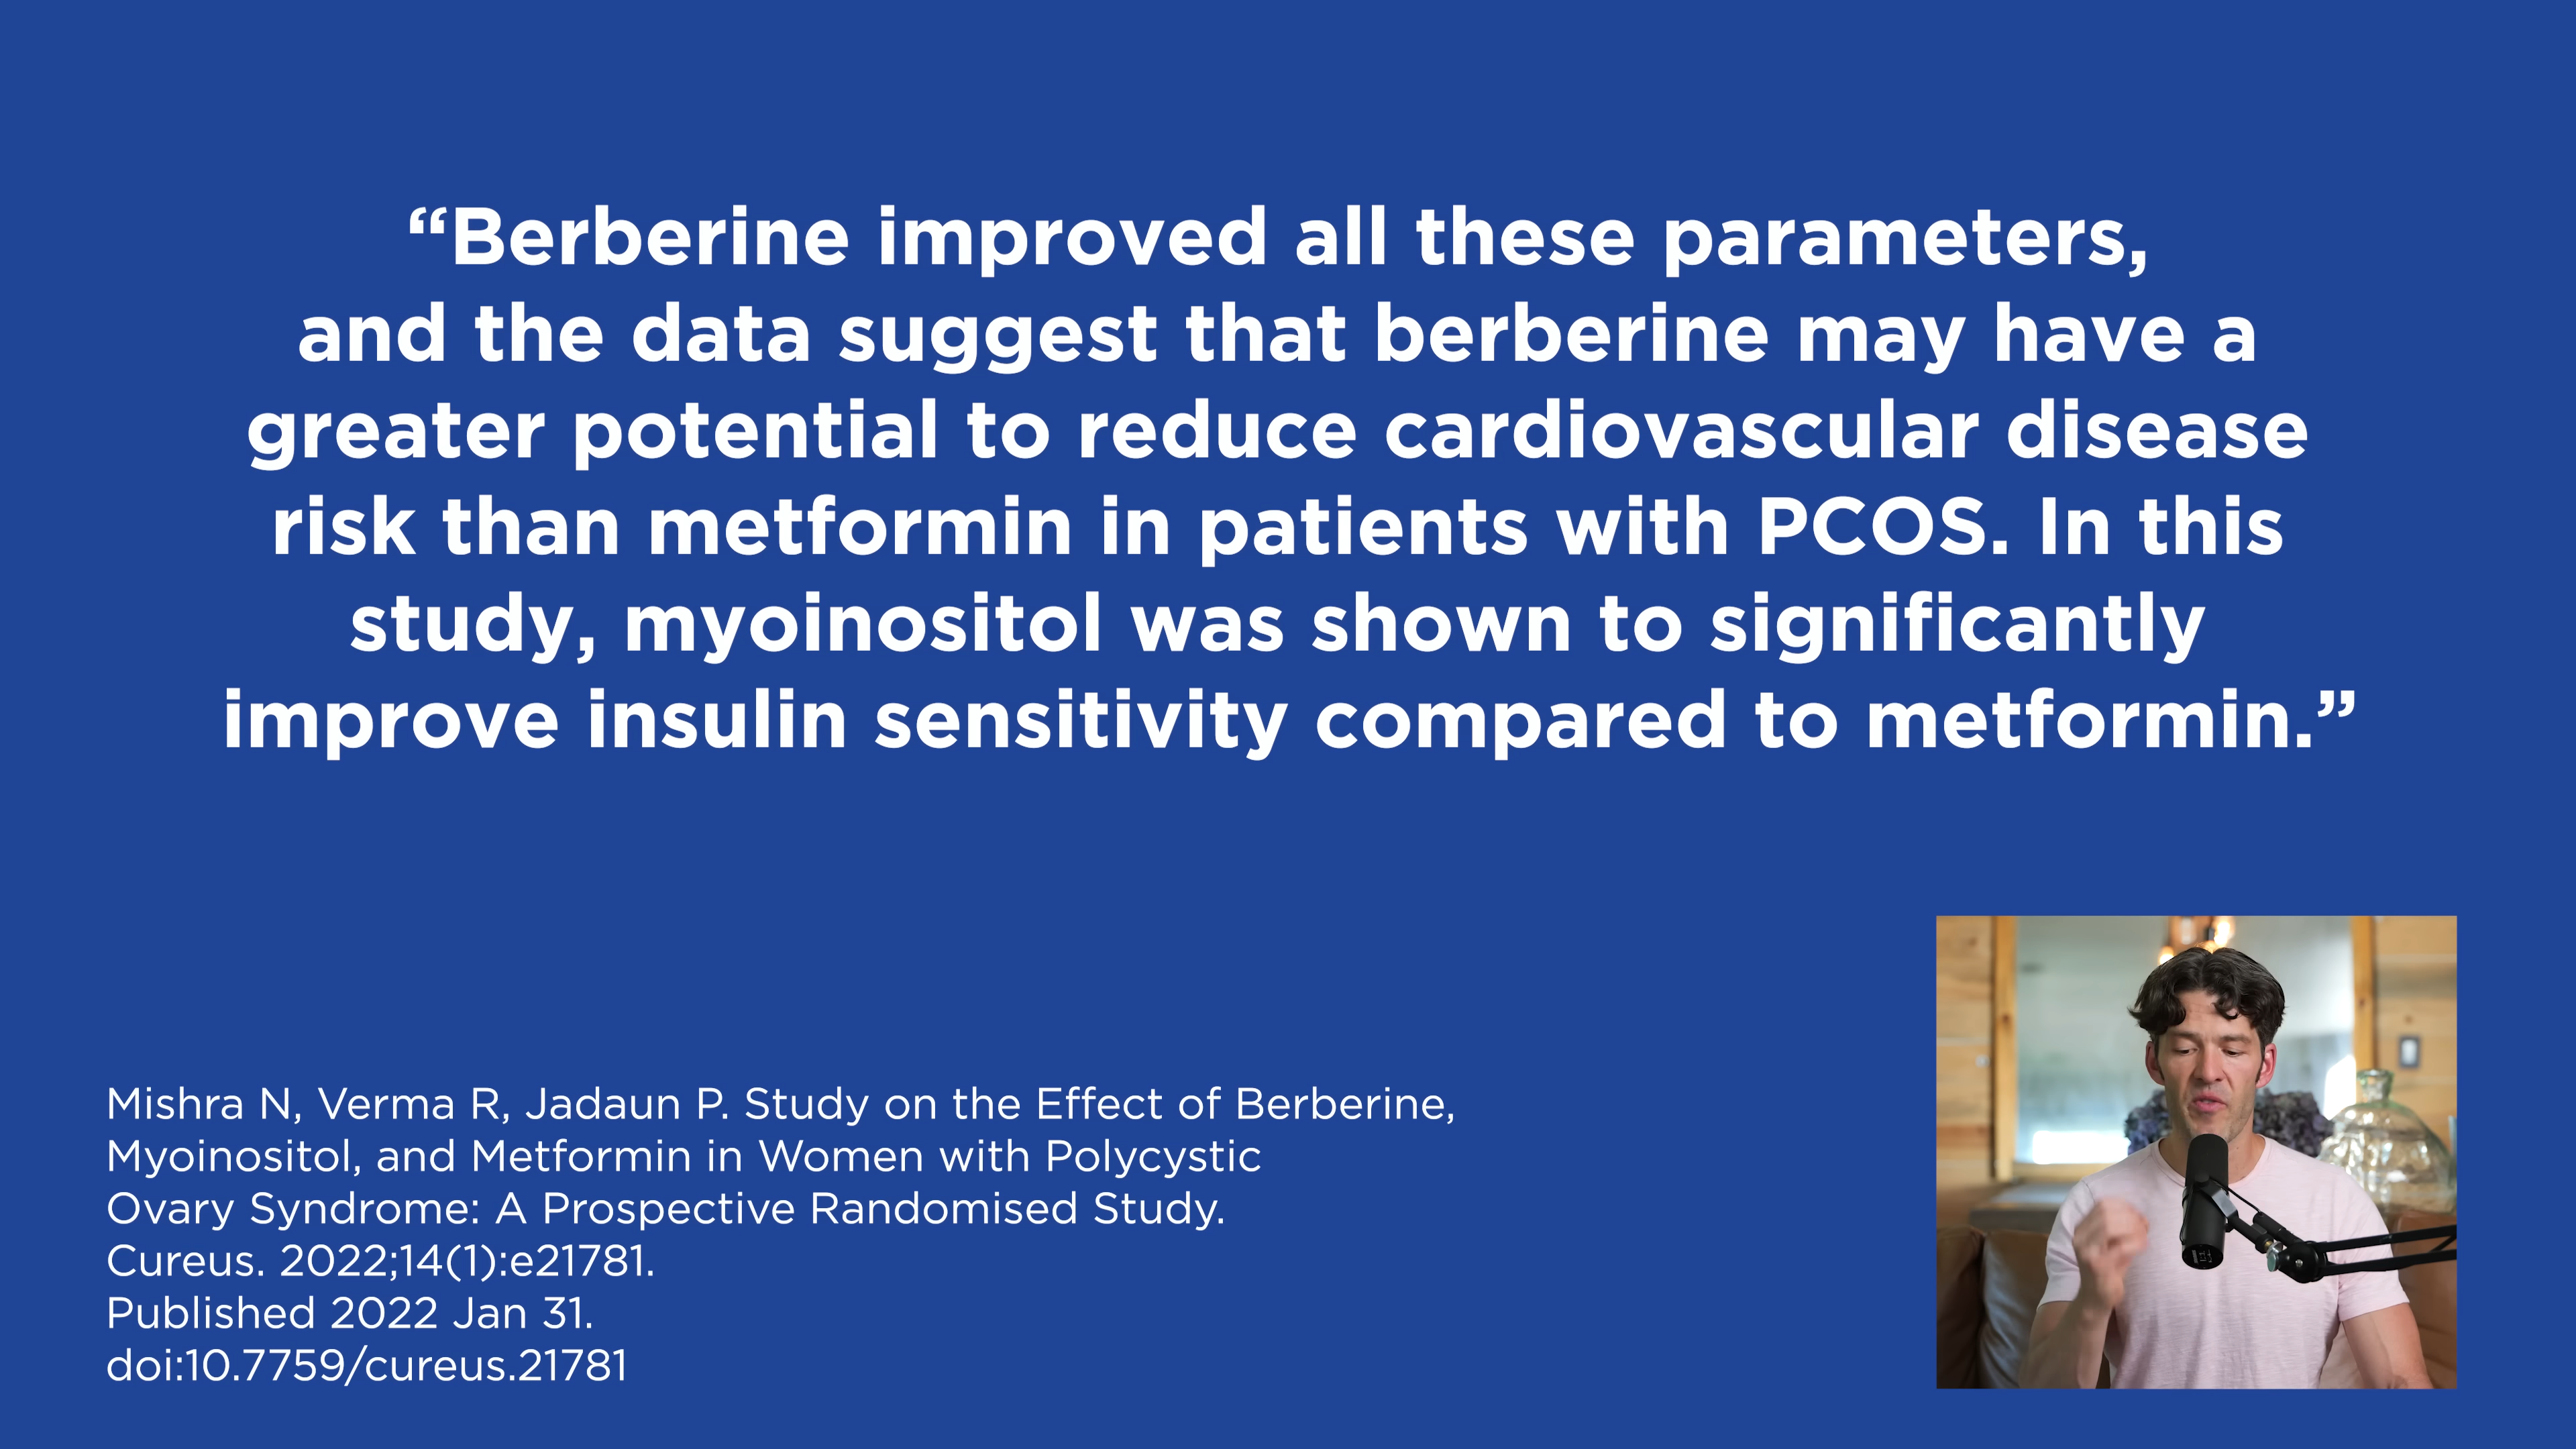 “Berberine improved all these parameters,
and the data suggest that berberine may have a
greater potential to reduce cardiovascular disease
risk than metformin in patients with PCOS. In this
study, myoinositol was shown to significantly
improve insulin sensitivity compared to metformin.”
Mishra N, Verma R, Jadaun P. Study on the Effect of Berberine,
Myoinositol, and Metformin in Women with Polycystic
Ovary Syndrome: A Prospective Randomised Study.
Cureus. 2022;14(1):e21781.
Published 2022 Jan 31.
doi:10.7759/cureus.21781